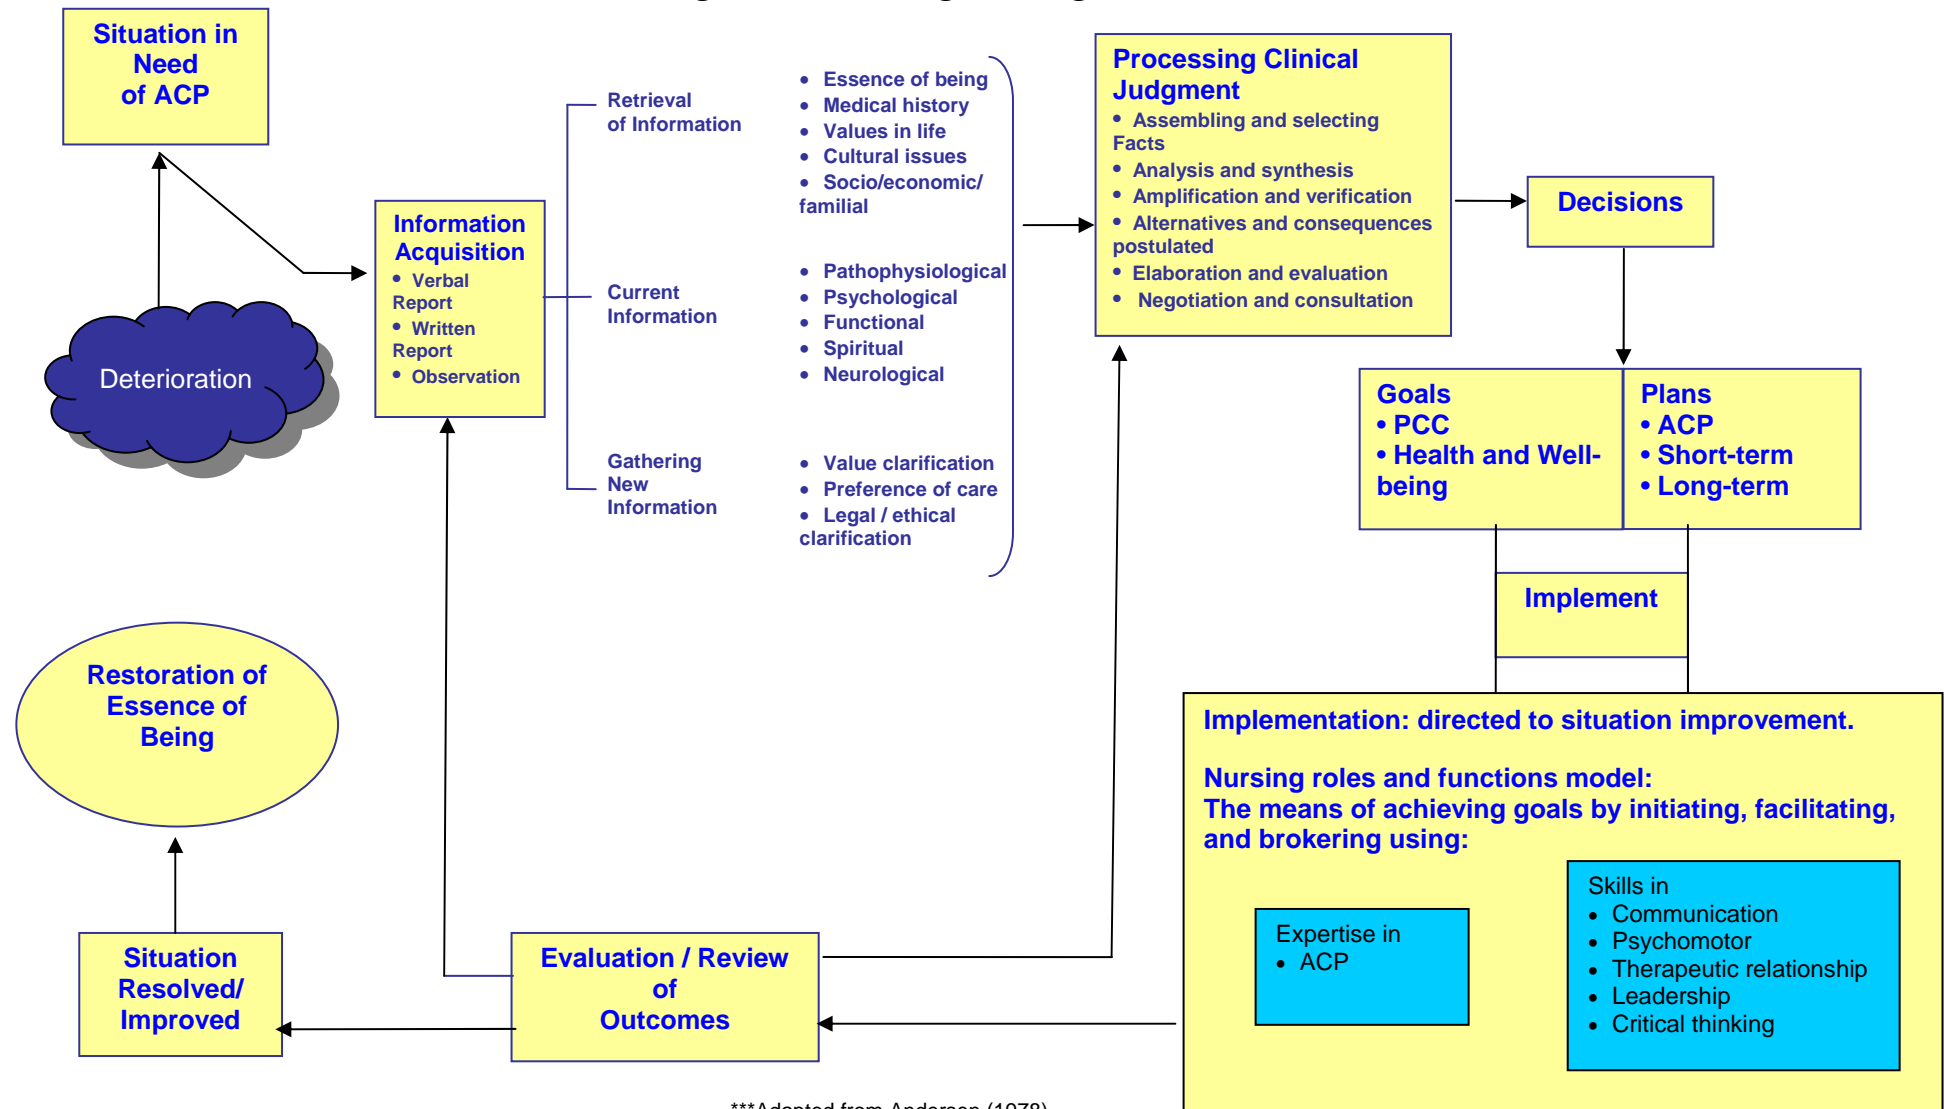 Situation in
Need
of ACP
Deterioration
Information
Acquisition
• Verbal
Report
• Written
Report
• Observation
Retrieval
of Information
• Essence of being
• Medical history
• Values in life
• Cultural issues
• Socio/economic/
familial
Current
Information
• Pathophysiological
• Psychological
• Functional
• Spiritual
• Neurological
Gathering
New
Information
• Value clarification
• Preference of care
• Legal / ethical
clarification
Processing Clinical
Judgment
• Assembling and selecting
Facts
• Analysis and synthesis
• Amplification and verification
• Alternatives and consequences
postulated
• Elaboration and evaluation
• Negotiation and consultation
Decisions
Goals
• PCC
• Health and Well-
being
Plans
• ACP
• Short-term
• Long-term
Implement
Implementation: directed to situation improvement.
Nursing roles and functions model:
The means of achieving goals by initiating, facilitating,
and brokering using:
Expertise in
• ACP
Skills in
• Communication
• Psychomotor
• Therapeutic relationship
• Leadership
• Critical thinking
Evaluation / Review
of
Outcomes
Situation
Resolved/
Improved
Restoration of
Essence of
Being
***Adapted from Anderson (1978)